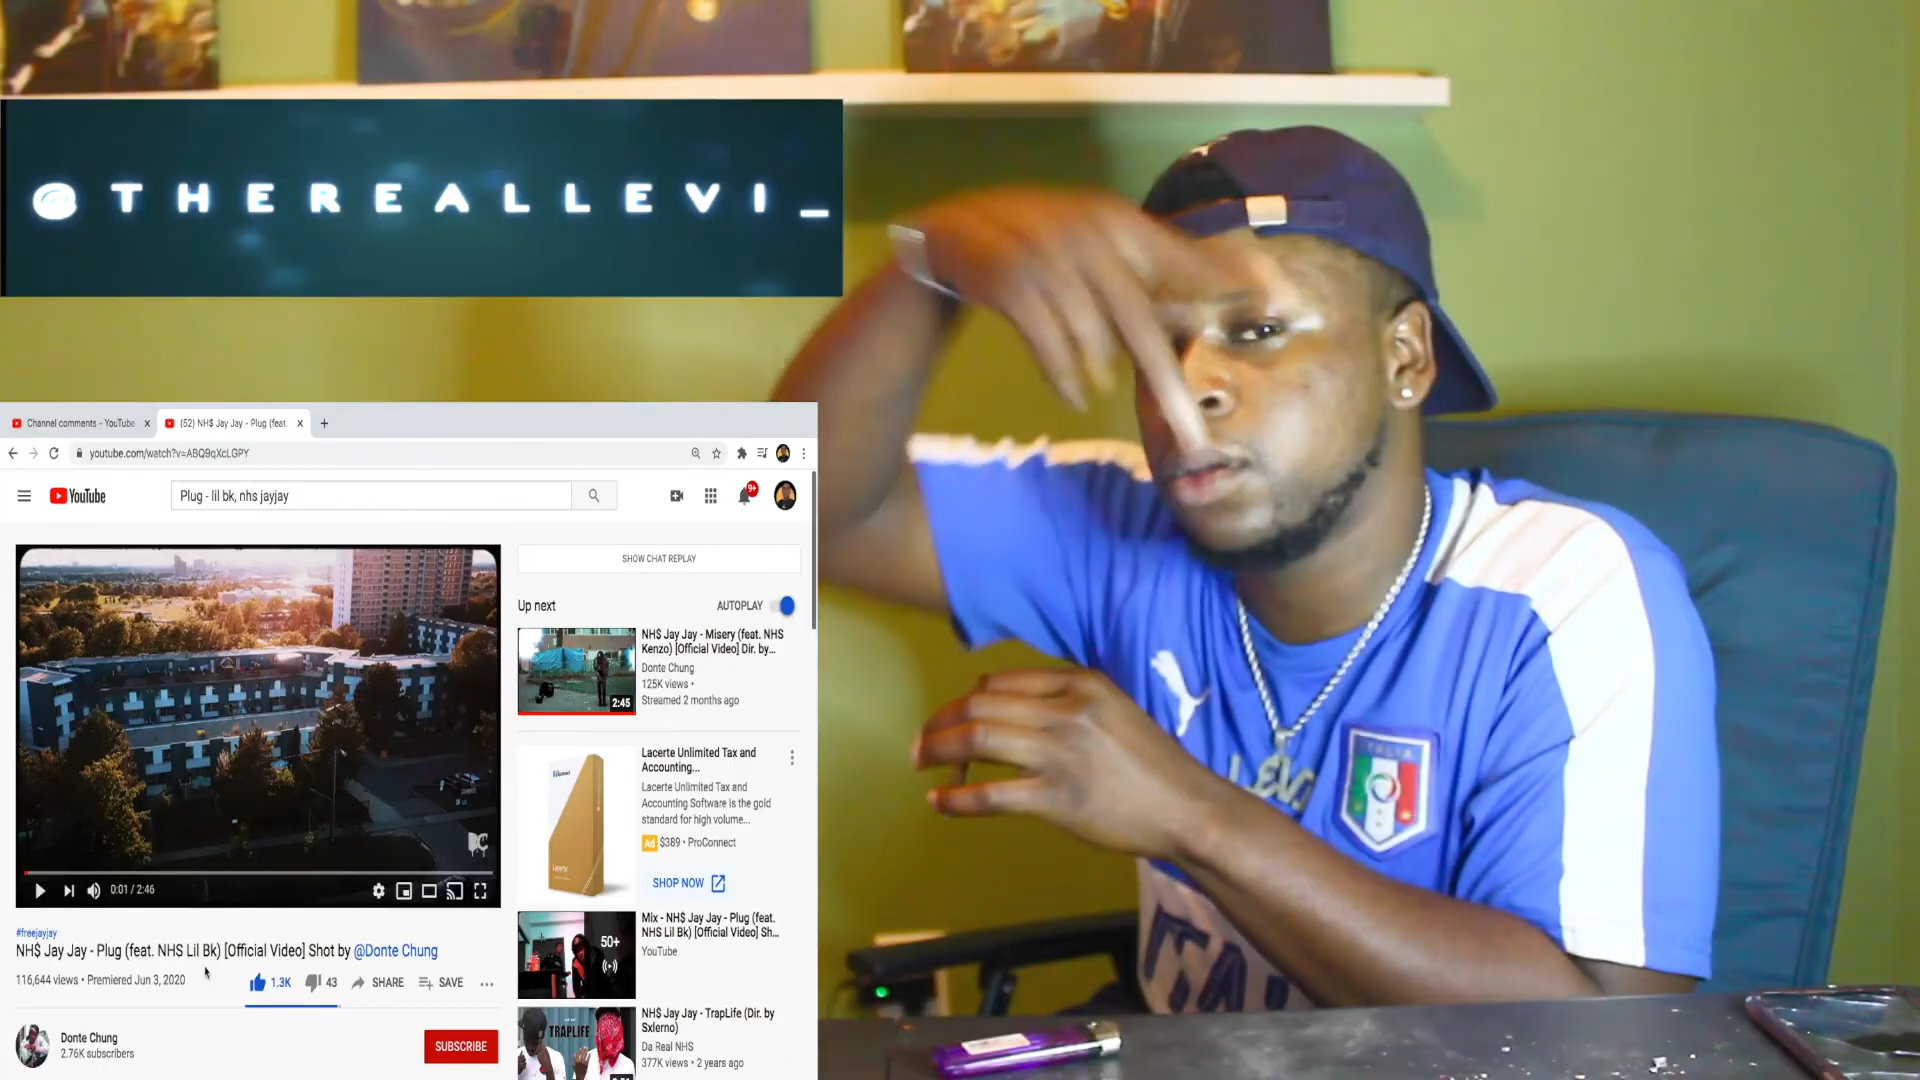 @THEREALLEVI_
Channel comments - YouTube
(52) NH$ Jay Jay - Plug (feat.
youtube.com/watch?v=ABQ9qXcLGPY
YouTube
Plug - lil bk, nhs jayjay
9+
SHOW CHAT REPLAY
Up next
AUTOPLAY
NH$ Jay Jay - Misery (feat. NHS
Kenzo) [Official Video] Dir. by...
Donte Chung
125K views •
Streamed 2 months ago
2:45
Lacerte Unlimited Tax and
Accounting...
Lacerte Unlimited Tax and
Accounting Software is the gold
standard for high volume...
Ad $389 • ProConnect
SHOP NOW
Mix - NH$ Jay Jay - Plug (feat.
NHS Lil Bk) [Official Video] Sh...
YouTube
50+
NH$ Jay Jay - TrapLife (Dir. by
Sxlerno)
Da Real NHS
377K views • 2 years ago
TRAPLIFE
0:01 / 2:46
#freejayjay
NH$ Jay Jay - Plug (feat. NHS Lil Bk) [Official Video] Shot by @Donte Chung
116,644 views • Premiered Jun 3, 2020
1.3K
43
SHARE
SAVE
Donte Chung
2.76K subscribers
SUBSCRIBE
ITALIA